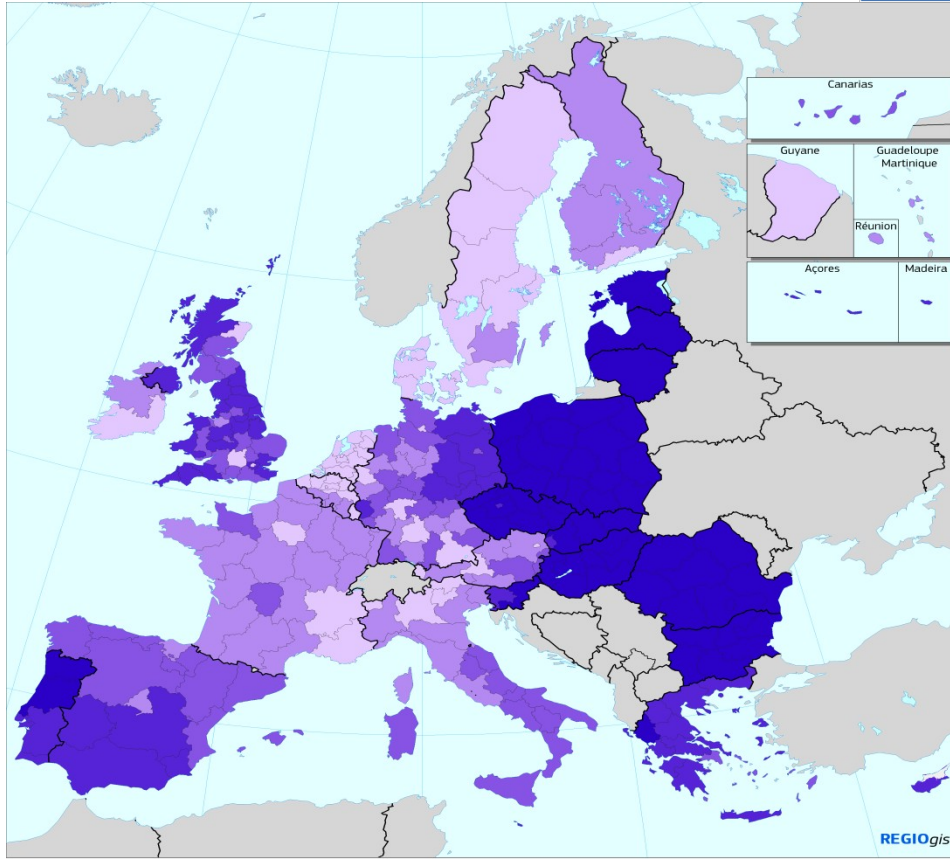 Canarias
Guyane
Guadeloupe
Martinique
Réunion
Açores
Madeira
REGIOgis